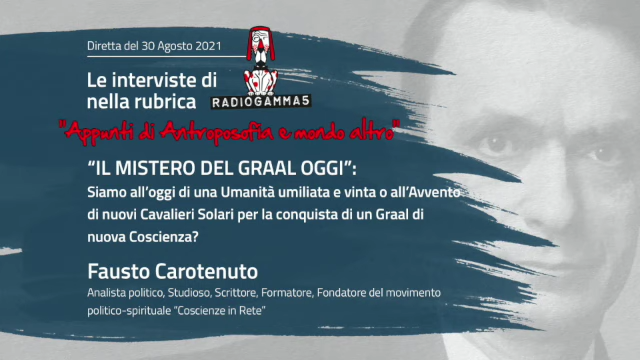 Diretta del 30 Agosto 2021
Le interviste di
nella rubrica RADIOGAMMA5
"Appunti di Antroposofia e mondo altro"
“IL MISTERO DEL GRAAL OGGI”:
Siamo all’oggi di una Umanità umiliata e vinta o all’Avvento
di nuovi Cavalieri Solari per la conquista di un Graal di
nuova Coscienza?
Fausto Carotenuto
Analista politico, Studioso, Scrittore, Formatore, Fondatore del movimento
politico-spirituale “Coscienze in Rete”